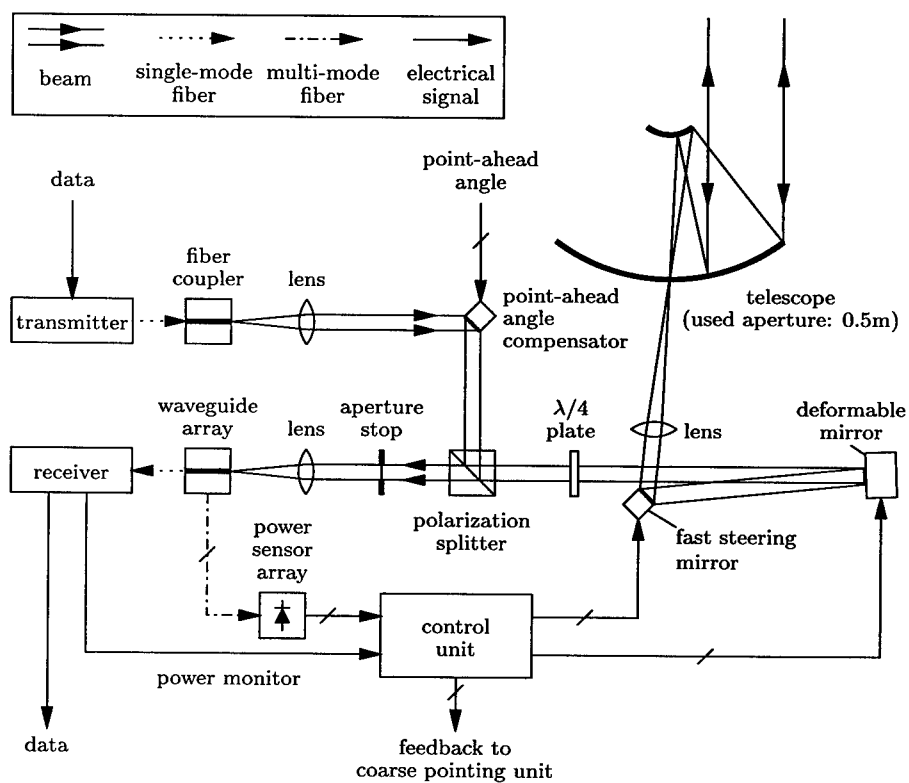 beam
single-mode
fiber
multi-mode
fiber
electrical
signal
data
point-ahead
angle
fiber
coupler
lens
transmitter
point-ahead
angle
compensator
telescope
(used aperture: 0.5m)
waveguide
array
lens
aperture
stop
λ/4
plate
lens
deformable
mirror
receiver
polarization
splitter
fast steering
mirror
power
sensor
array
control
unit
power monitor
data
feedback to
coarse pointing unit